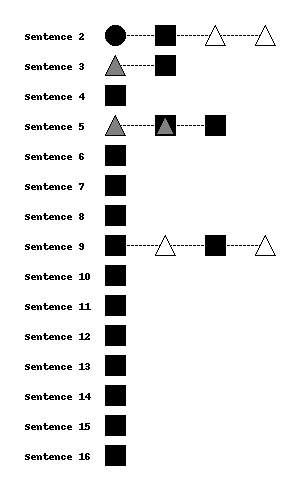 Sentence 2
Sentence 3
Sentence 4
Sentence 5
Sentence 6
Sentence 7
Sentence 8
Sentence 9
Sentence 10
Sentence 11
Sentence 12
Sentence 13
Sentence 14
Sentence 15
Sentence 16